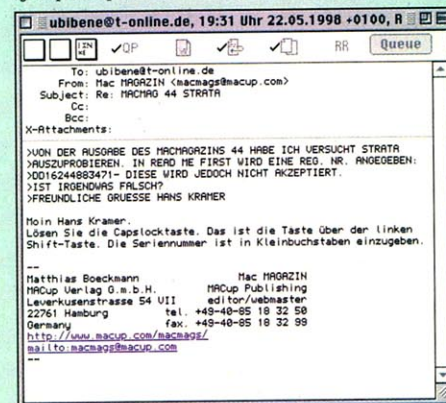 ubibene@t-online.de, 19:31 Uhr 22.05.1998 +0100, R
QP RR Queue
To: ubibene@t-online.de
From: Mac MAGAZIN <macmags@macup.com>
Subject: Re: MACMAG 44 STRATA
Cc:
Bcc:
X-Attachments:
>VON DER AUSGABE DES MACMAGAZINS 44 HABE ICH VERSUCHT STRATA
>AUSZUPROBIEREN. IN READ ME FIRST WIRD EINE REG. NR. ANGEGEBEN:
>DD16244883471- DIESE WIRD JEDOCH NICHT AKZEPTIERT.
>IST IRGENDWAS FALSCH?
>FREUNDLICHE GRUESSE HANS KRAMER
Moin Hans Kramer.
Lösen Sie die Capslocktaste. Das ist die Taste über der linken
Shift-Taste. Die Seriennummer ist in Kleinbuchstaben einzugeben.
--
Matthias Boeckmann Mac MAGAZIN
MACup Verlag G.m.b.H. MACup Publishing
Leverkusenstrasse 54 VII editor/webmaster
22761 Hamburg tel. +49-40-85 18 32 50
Germany fax. +49-40-85 18 32 99
http://www.macup.com/macmags/
mailto:macmags@macup.com
--